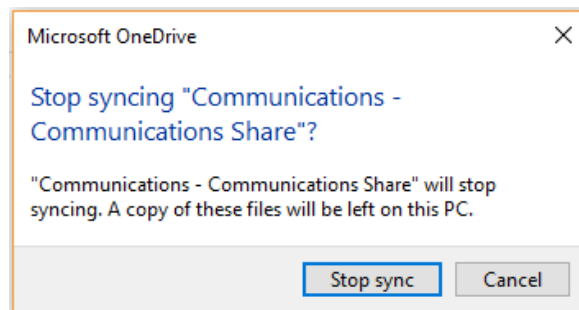 Microsoft OneDrive
Stop syncing "Communications -
Communications Share"?
"Communications - Communications Share" will stop
syncing. A copy of these files will be left on this PC.
Stop sync
Cancel